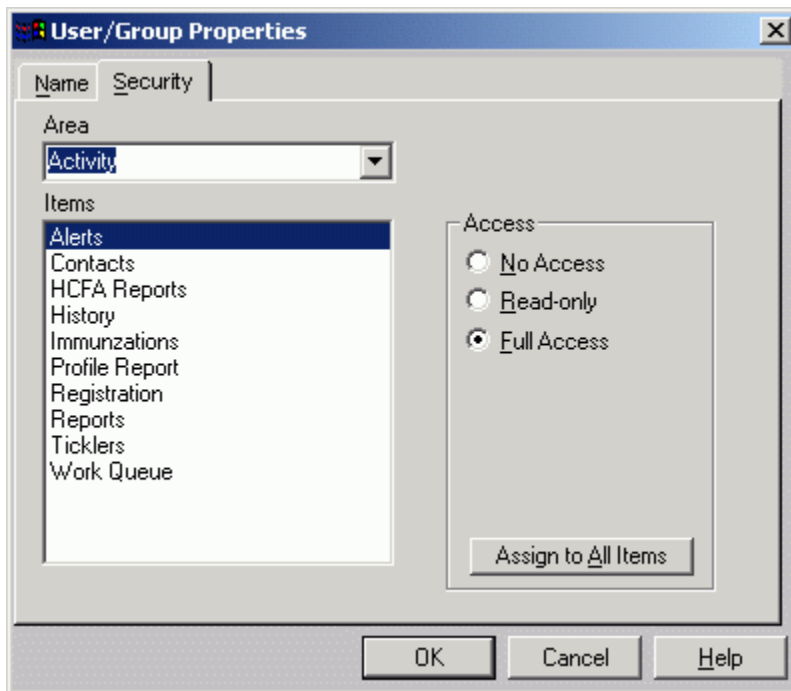 User/Group Properties
Name Security
Area
Activity
Items
Alerts
Contacts
HCFA Reports
History
Immunzations
Profile Report
Registration
Reports
Ticklers
Work Queue
Access
No Access
Read-only
Full Access
Assign to All Items
OK Cancel Help